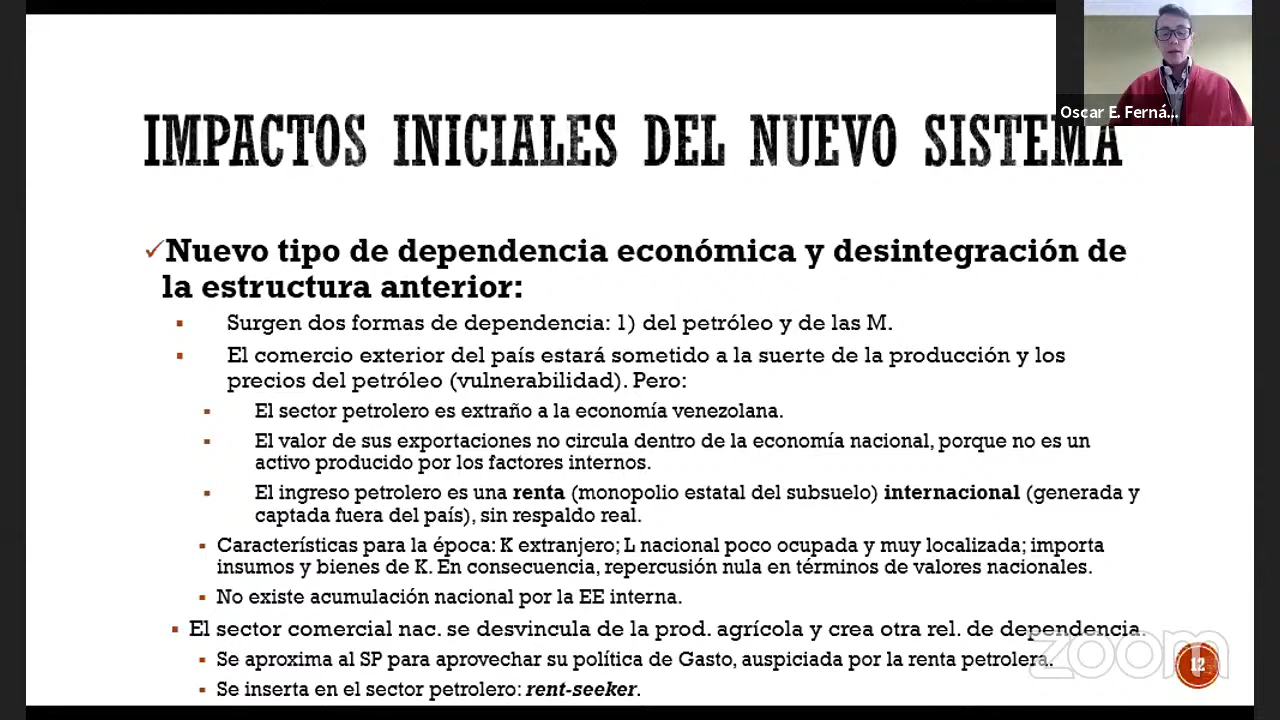 IMPACTOS INICIALES DEL NUEVO SISTEMA
Oscar E. Ferná...
Nuevo tipo de dependencia económica y desintegración de
la estructura anterior:
Surgen dos formas de dependencia: 1) del petróleo y de las M.
El comercio exterior del país estará sometido a la suerte de la producción y los
precios del petróleo (vulnerabilidad). Pero:
El sector petrolero es extraño a la economía venezolana.
El valor de sus exportaciones no circula dentro de la economía nacional, porque no es un
activo producido por los factores internos.
El ingreso petrolero es una renta (monopolio estatal del subsuelo) internacional (generada y
captada fuera del país), sin respaldo real.
Características para la época: K extranjero; L nacional poco ocupada y muy localizada; importa
insumos y bienes de K. En consecuencia, repercusión nula en términos de valores nacionales.
No existe acumulación nacional por la EE interna.
El sector comercial nac. se desvincula de la prod. agrícola y crea otra rel. de dependencia.
Se aproxima al SP para aprovechar su política de Gasto, auspiciada por la renta petrolera.
Se inserta en el sector petrolero: rent-seeker.
zoom
12